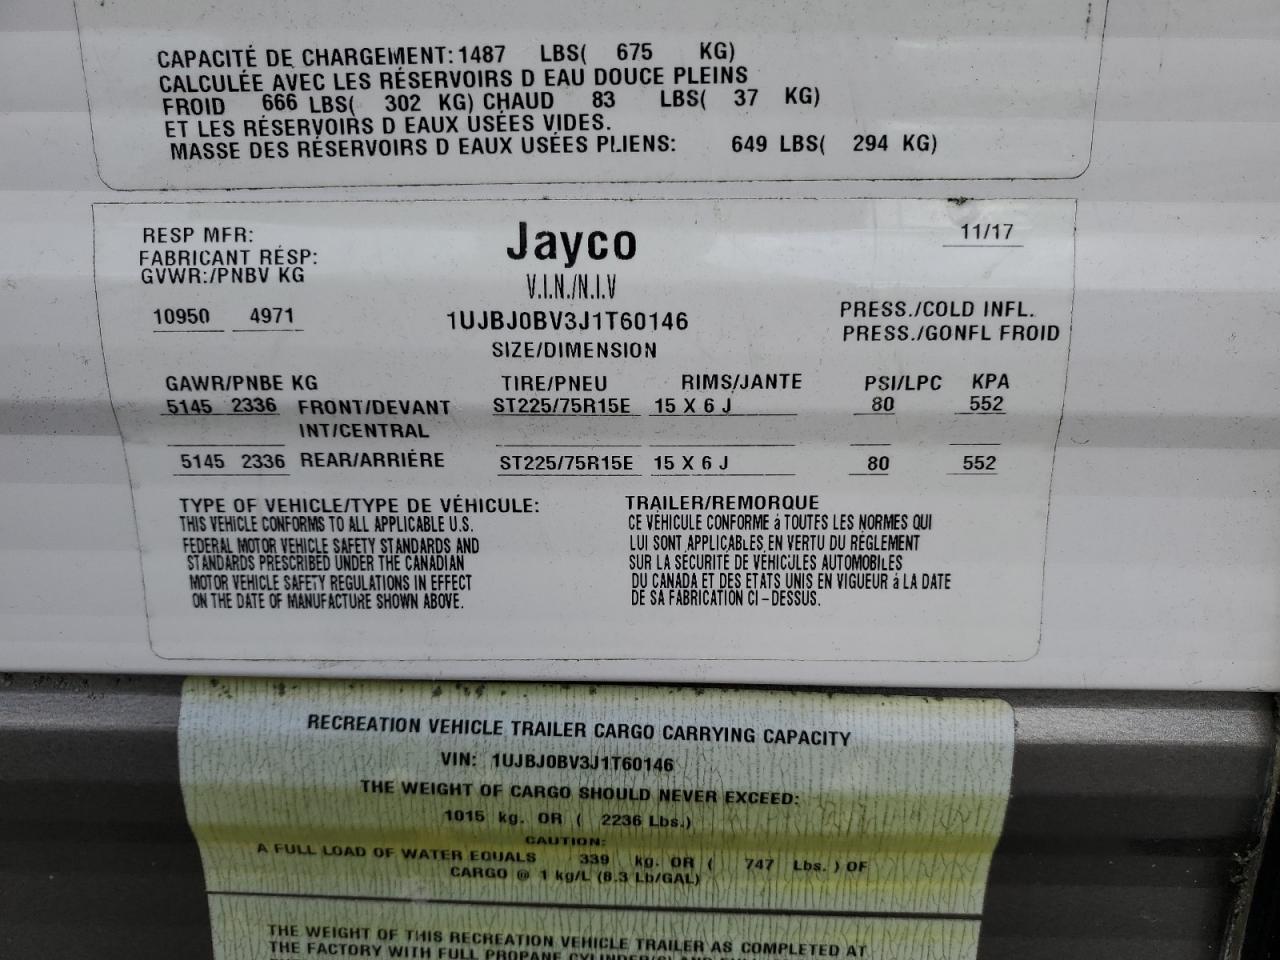 CAPACITÉ DE CHARGEMENT: 1487 LBS( 675 KG)
CALCULÉE AVEC LES RÉSERVOIRS D EAU DOUCE PLEINS
FROID 666 LBS( 302 KG) CHAUD 83 LBS( 37 KG)
ET LES RÉSERVOIRS D EAUX USÉES VIDES.
MASSE DES RÉSERVOIRS D EAUX USÉES PLIENS: 649 LBS( 294 KG)
RESP MFR: Jayco 11/17
FABRICANT RÉSP:
GVWR:/PNBV KG V.I.N./N.I.V
10950 4971 1UJBJ0BV3J1T60146 PRESS./COLD INFL.
PRESS./GONFL FROID
SIZE/DIMENSION
GAWR/PNBE KG TIRE/PNEU RIMS/JANTE PSI/LPC KPA
5145 2336 FRONT/DEVANT ST225/75R15E 15 X 6 J 80 552
INT/CENTRAL
5145 2336 REAR/ARRIÉRE ST225/75R15E 15 X 6 J 80 552
TYPE OF VEHICLE/TYPE DE VÉHICULE: TRAILER/REMORQUE
THIS VEHICLE CONFORMS TO ALL APPLICABLE U.S.
FEDERAL MOTOR VEHICLE SAFETY STANDARDS AND
STANDARDS PRESCRIBED UNDER THE CANADIAN
MOTOR VEHICLE SAFETY REGULATIONS IN EFFECT
ON THE DATE OF MANUFACTURE SHOWN ABOVE.
CE VÉHICULE CONFORME á TOUTES LES NORMES QUI
LUI SONT APPLICABLES EN VERTU DU RÉGLEMENT
SUR LA SÉCURITÉ DE VÉHICULES AUTOMOBILES
DU CANADA ET DES ETATS UNIS EN VIGUEUR á LA DATE
DE SA FABRICATION CI-DESSUS.
RECREATION VEHICLE TRAILER CARGO CARRYING CAPACITY
VIN: 1UJBJ0BV3J1T60146
THE WEIGHT OF CARGO SHOULD NEVER EXCEED:
1015 kg. OR ( 2236 Lbs.)
CAUTION:
A FULL LOAD OF WATER EQUALS 339 kg. OR ( 747 Lbs. ) OF
CARGO @ 1 kg/L (8.3 Lb/GAL)
THE WEIGHT OF THIS RECREATION VEHICLE TRAILER AS COMPLETED AT
THE FACTORY WITH FULL PROPANE